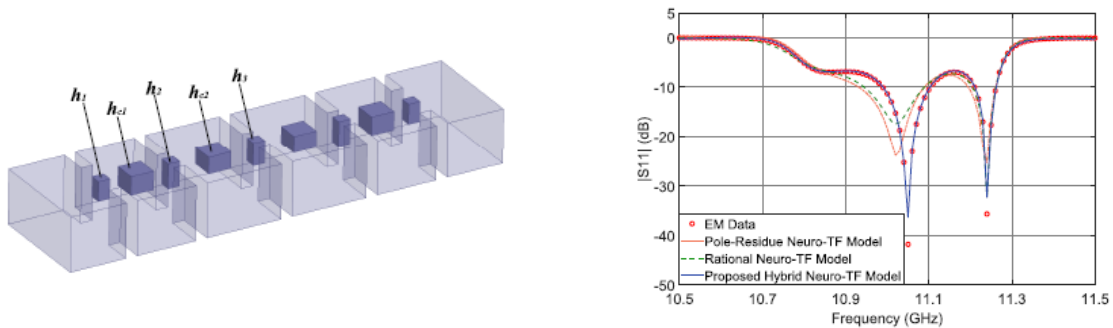 h1
hc1
h2
hc2
h3
5
0
-10
-20
-30
-40
-50
|S11| (dB)
EM Data
Pole-Residue Neuro-TF Model
Rational Neuro-TF Model
Proposed Hybrid Neuro-TF Model
10.5 10.7 10.9 11.1 11.3 11.5
Frequency (GHz)